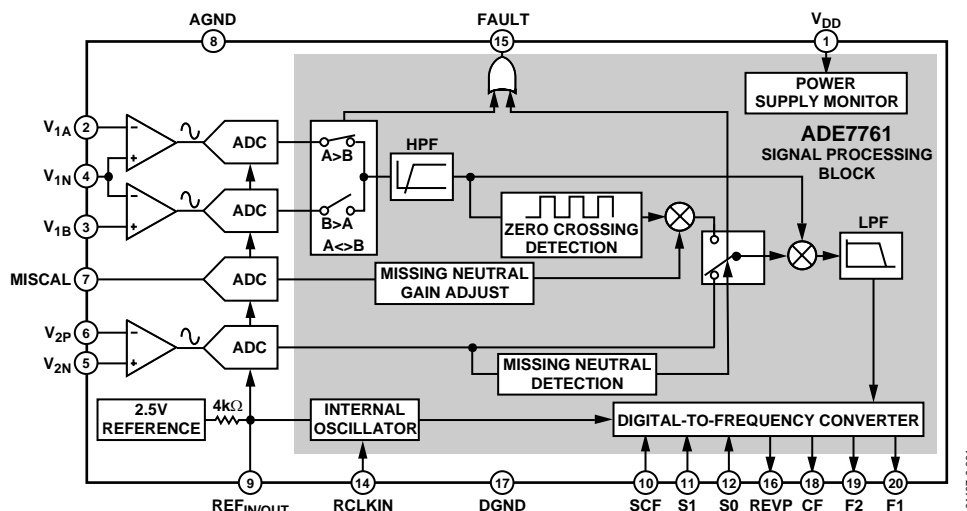 AGND
8
FAULT
15
VDD
1
POWER
SUPPLY MONITOR
ADE7761
SIGNAL PROCESSING
BLOCK
V1A
2
−
+
ADC
A>B
HPF
V1N
4
V1B
3
+
−
ADC
B>A
A<>B
ZERO CROSSING
DETECTION
LPF
MISCAL
7
ADC
MISSING NEUTRAL
GAIN ADJUST
V2P
6
−
V2N
5
+
ADC
MISSING NEUTRAL
DETECTION
2.5V
REFERENCE
4kΩ
INTERNAL
OSCILLATOR
DIGITAL-TO-FREQUENCY CONVERTER
9
14
17
10
11
12
16
18
19
20
REFIN/OUT
RCLKIN
DGND
SCF
S1
S0
REVP
CF
F2
F1